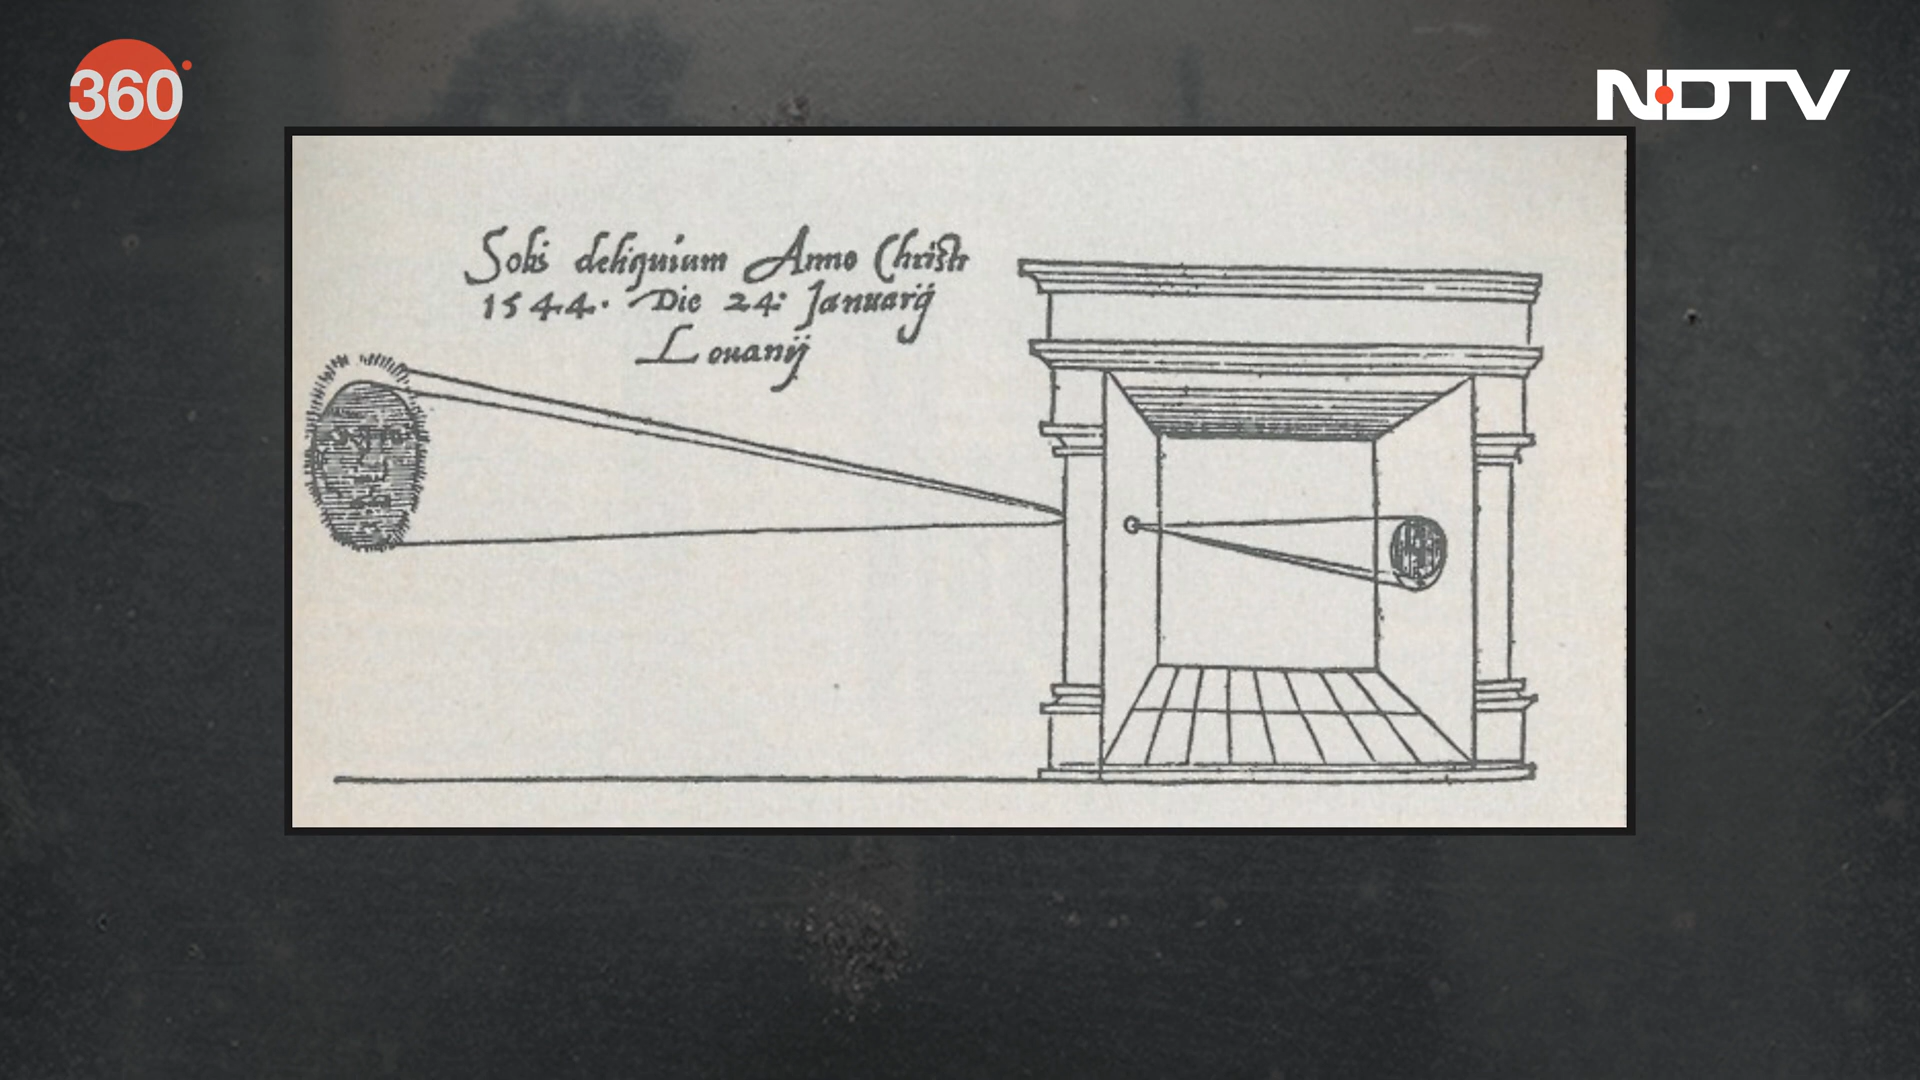 360°
NDTV
Solis deliquium Anno Christi
1544. Die 24: Januarij
Louanij